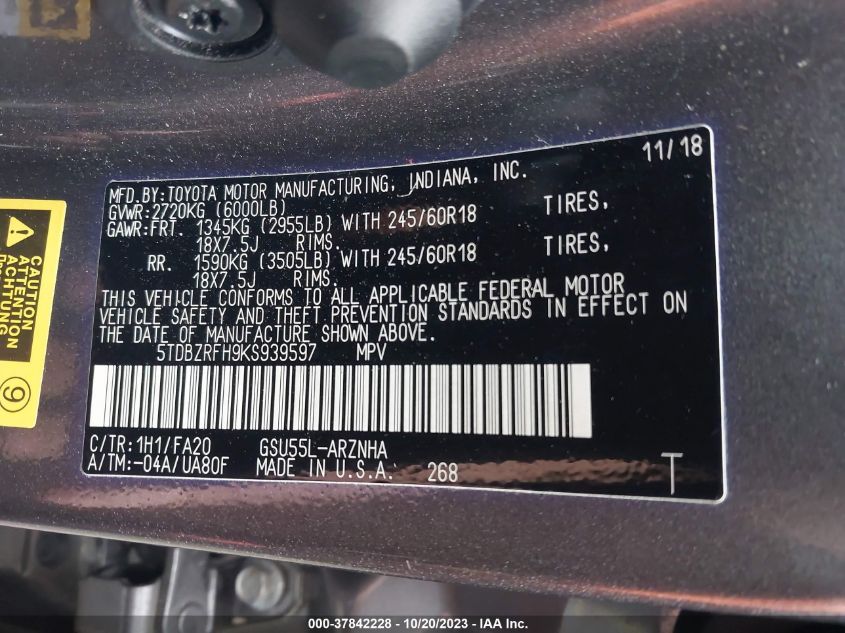 11/18
MFD.BY:TOYOTA MOTOR MANUFACTURING, INDIANA, INC.
GVWR:2720KG (6000LB)
GAWR:FRT. 1345KG (2955LB) WITH 245/60R18 TIRES,
18X7.5J RIMS.
RR. 1590KG (3505LB) WITH 245/60R18 TIRES,
18X7.5J RIMS.
THIS VEHICLE CONFORMS TO ALL APPLICABLE FEDERAL MOTOR
VEHICLE SAFETY AND THEFT PREVENTION STANDARDS IN EFFECT ON
THE DATE OF MANUFACTURE SHOWN ABOVE.
5TDBZRFH9KS939597 MPV
C/TR:1H1/FA20 GSU55L-ARZNHA
A/TM:-04A/UA80F MADE IN U.S.A. 268
T
CAUTION
ATTENTION
ACHTUNG
9
000-37842228 - 10/20/2023 - IAA Inc.